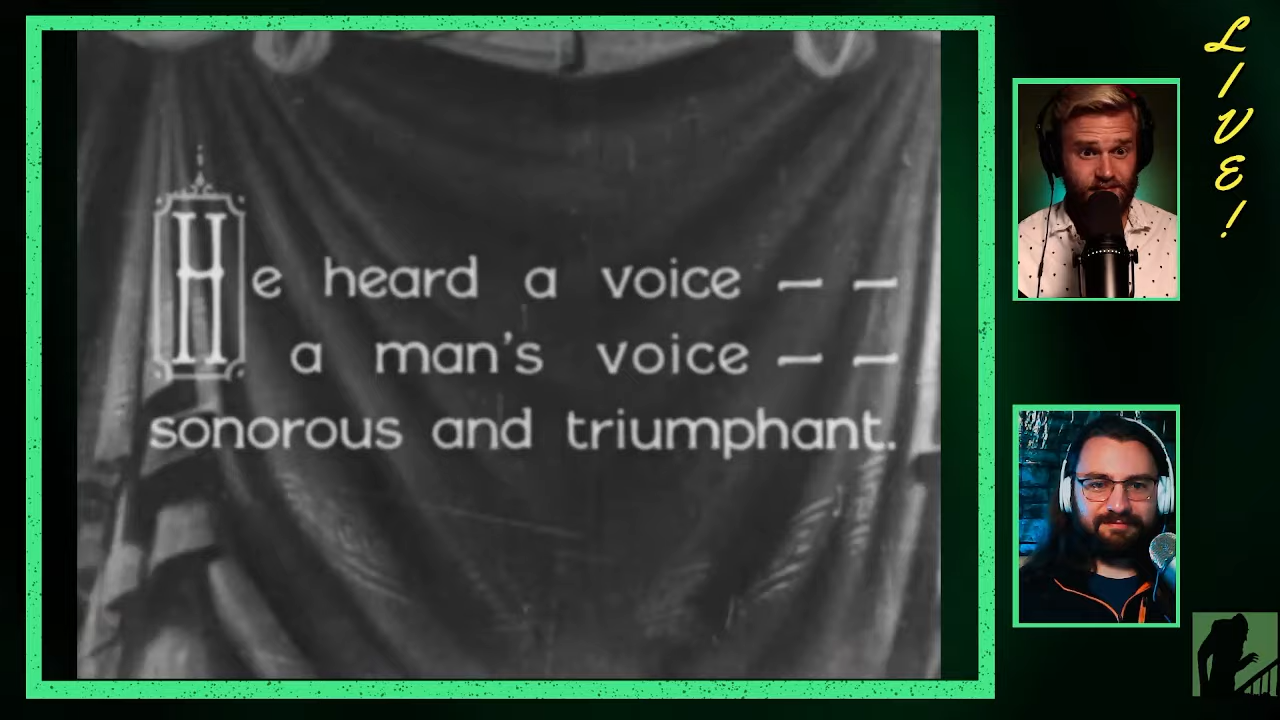 He heard a voice — —
a man's voice — —
sonorous and triumphant.
LIVE!